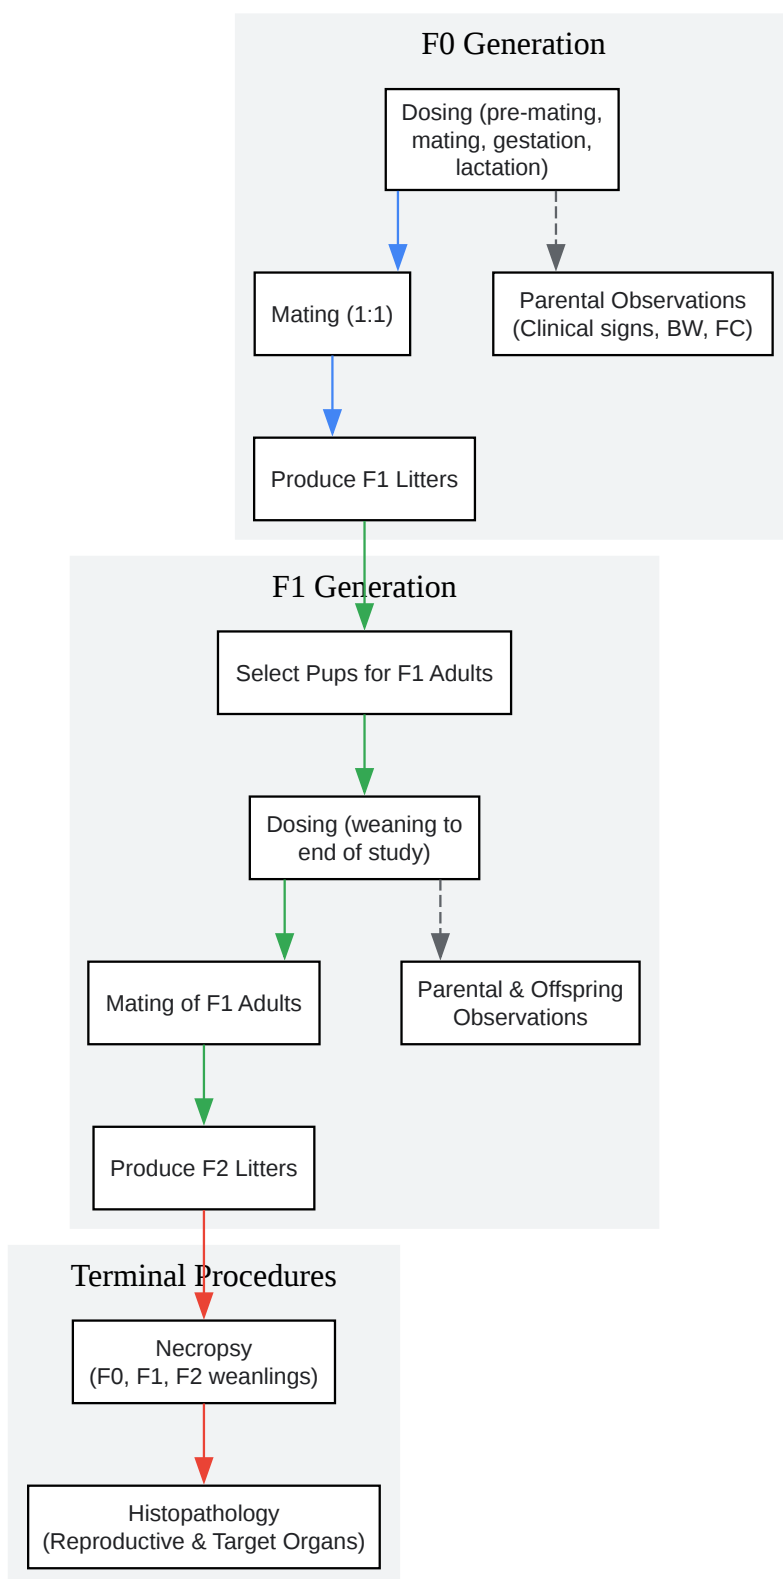 F0 Generation
Dosing (pre-mating,
mating, gestation,
lactation)
Mating (1:1)
Parental Observations
(Clinical signs, BW, FC)
Produce F1 Litters
F1 Generation
Select Pups for F1 Adults
Dosing (weaning to
end of study)
Mating of F1 Adults
Parental & Offspring
Observations
Produce F2 Litters
Terminal Procedures
Necropsy
(F0, F1, F2 weanlings)
Histopathology
(Reproductive & Target Organs)